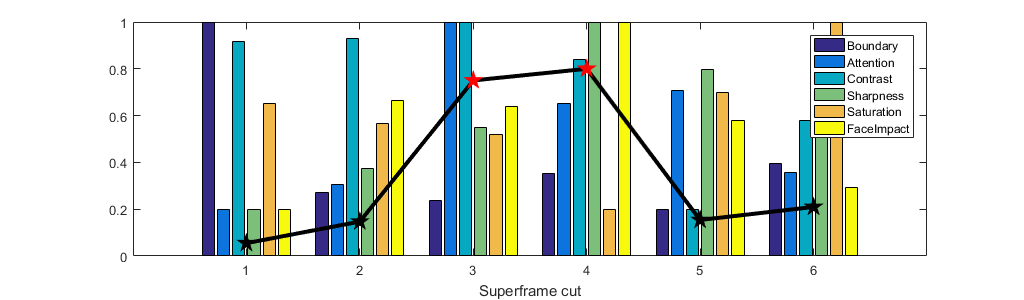 1
0.8
0.6
0.4
0.2
0
1 2 3 4 5 6
Superframe cut
Boundary
Attention
Contrast
Sharpness
Saturation
FaceImpact